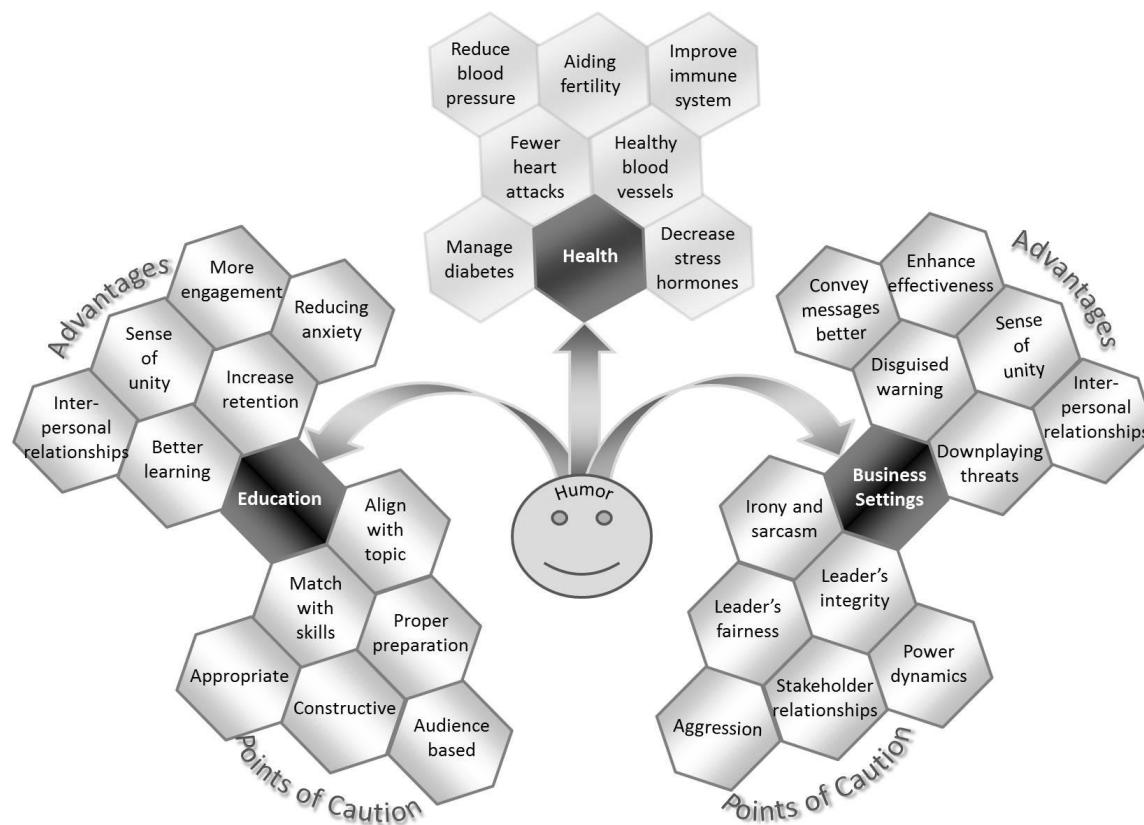 Reduce
blood
pressure
Aiding
fertility
Improve
immune
system
Fewer
heart
attacks
Healthy
blood
vessels
Manage
diabetes
Health
Decrease
stress
hormones
Advantages
More
engagement
Reducing
anxiety
Sense
of
unity
Increase
retention
Inter-
personal
relationships
Better
learning
Education
Align
with
topic
Match
with
skills
Proper
preparation
Appropriate
Constructive
Audience
based
Points of Caution
Humor
Advantages
Enhance
effectiveness
Convey
messages
better
Sense
of
unity
Disguised
warning
Inter-
personal
relationships
Downplaying
threats
Business
Settings
Irony and
sarcasm
Leader’s
integrity
Leader’s
fairness
Power
dynamics
Stakeholder
relationships
Aggression
Points of Caution